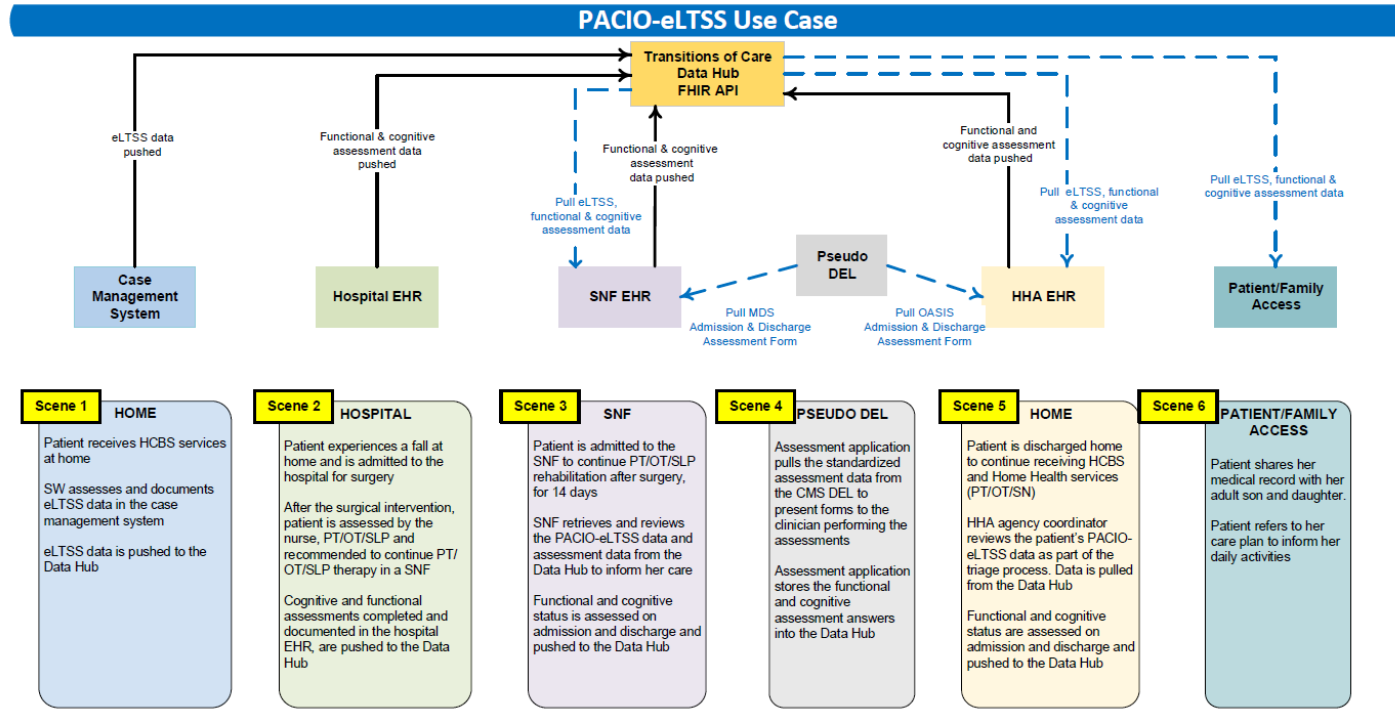 PACIO-eLTSS Use Case
Transitions of Care
Data Hub
FHIR API
eLTSS data
pushed
Functional & cognitive
assessment data
pushed
Functional & cognitive
assessment
data pushed
Functional and
cognitive assessment
data pushed
Pull eLTSS,
functional & cognitive
assessment data
Pull eLTSS, functional
& cognitive
assessment data
Pull eLTSS, functional &
cognitive assessment data
Case
Management
System
Hospital EHR
SNF EHR
Pseudo
DEL
HHA EHR
Patient/Family
Access
Pull MDS
Admission & Discharge
Assessment Form
Pull OASIS
Admission & Discharge
Assessment Form
Scene 1
HOME
Patient receives HCBS services
at home
SW assesses and documents
eLTSS data in the case
management system
eLTSS data is pushed to the
Data Hub
Scene 2
HOSPITAL
Patient experiences a fall at
home and is admitted to the
hospital for surgery
After the surgical intervention,
patient is assessed by the
nurse, PT/OT/SLP and
recommended to continue PT/
OT/SLP therapy in a SNF
Cognitive and functional
assessments completed and
documented in the hospital
EHR, are pushed to the Data
Hub
Scene 3
SNF
Patient is admitted to the
SNF to continue PT/OT/SLP
rehabilitation after surgery,
for 14 days
SNF retrieves and reviews
the PACIO-eLTSS data and
assessment data from the
Data Hub to inform her care
Functional and cognitive
status is assessed on
admission and discharge and
pushed to the Data Hub
Scene 4
PSEUDO DEL
Assessment application
pulls the standardized
assessment data from
the CMS DEL to
present forms to the
clinician performing the
assessments
Assessment application
stores the functional
and cognitive
assessment answers
into the Data Hub
Scene 5
HOME
Patient is discharged home
to continue receiving HCBS
and Home Health services
(PT/OT/SN)
HHA agency coordinator
reviews the patient's PACIO-
eLTSS data as part of the
triage process. Data is pulled
from the Data Hub
Functional and cognitive
status are assessed on
admission and discharge and
pushed to the Data Hub
Scene 6
PATIENT/FAMILY
ACCESS
Patient shares her
medical record with her
adult son and daughter.
Patient refers to her
care plan to inform her
daily activities